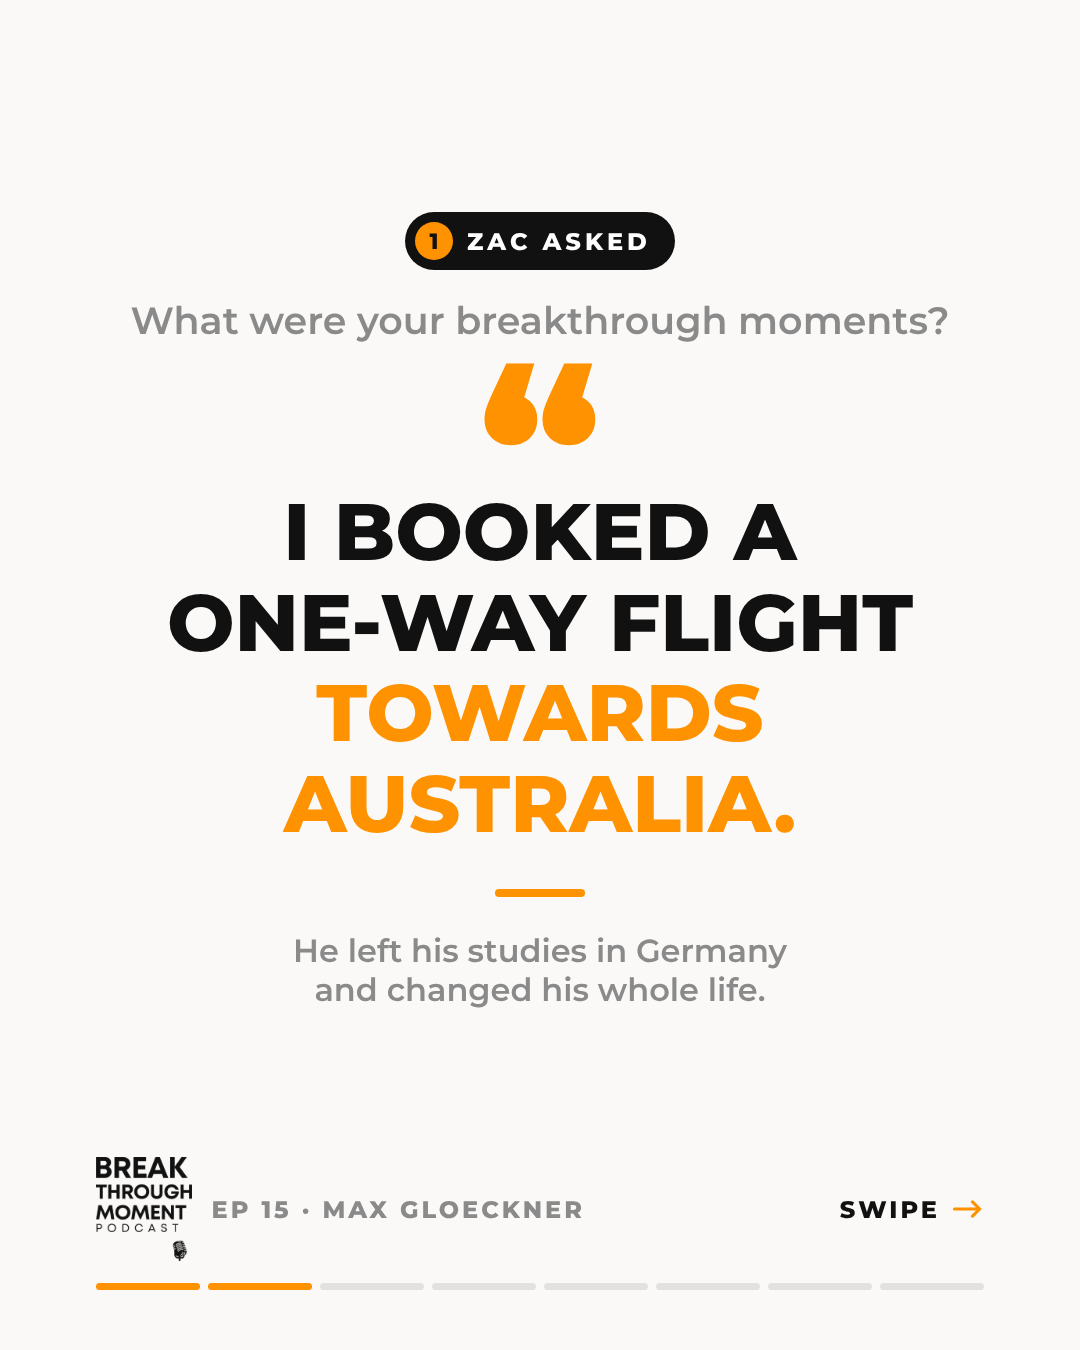 1 ZAC ASKED
What were your breakthrough moments?
“
I BOOKED A
ONE-WAY FLIGHT
TOWARDS
AUSTRALIA.
He left his studies in Germany
and changed his whole life.
BREAK
THROUGH
MOMENT
PODCAST
EP 15 · MAX GLOECKNER
SWIPE →